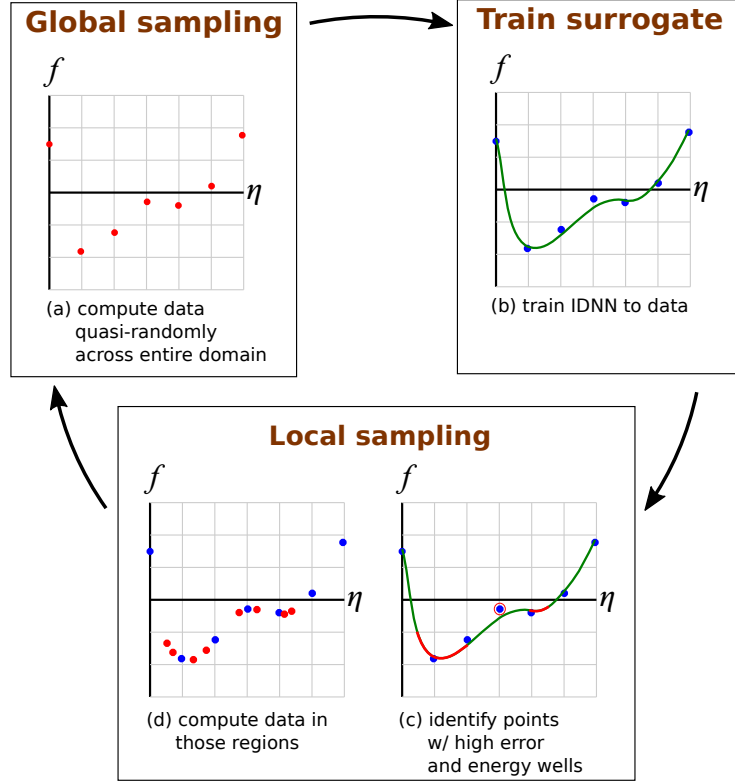 Global sampling
f
η
(a) compute data
quasi-randomly
across entire domain
Train surrogate
f
η
(b) train IDNN to data
Local sampling
f
η
(d) compute data in
those regions
f
η
(c) identify points
w/ high error
and energy wells